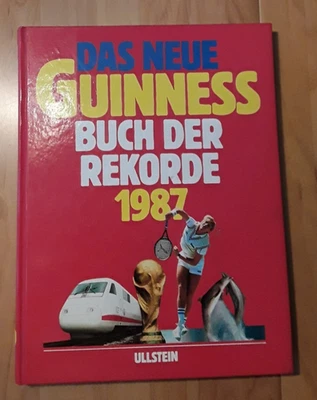 DAS NEUE
GUINNESS
BUCH DER
REKORDE
1987
ULLSTEIN